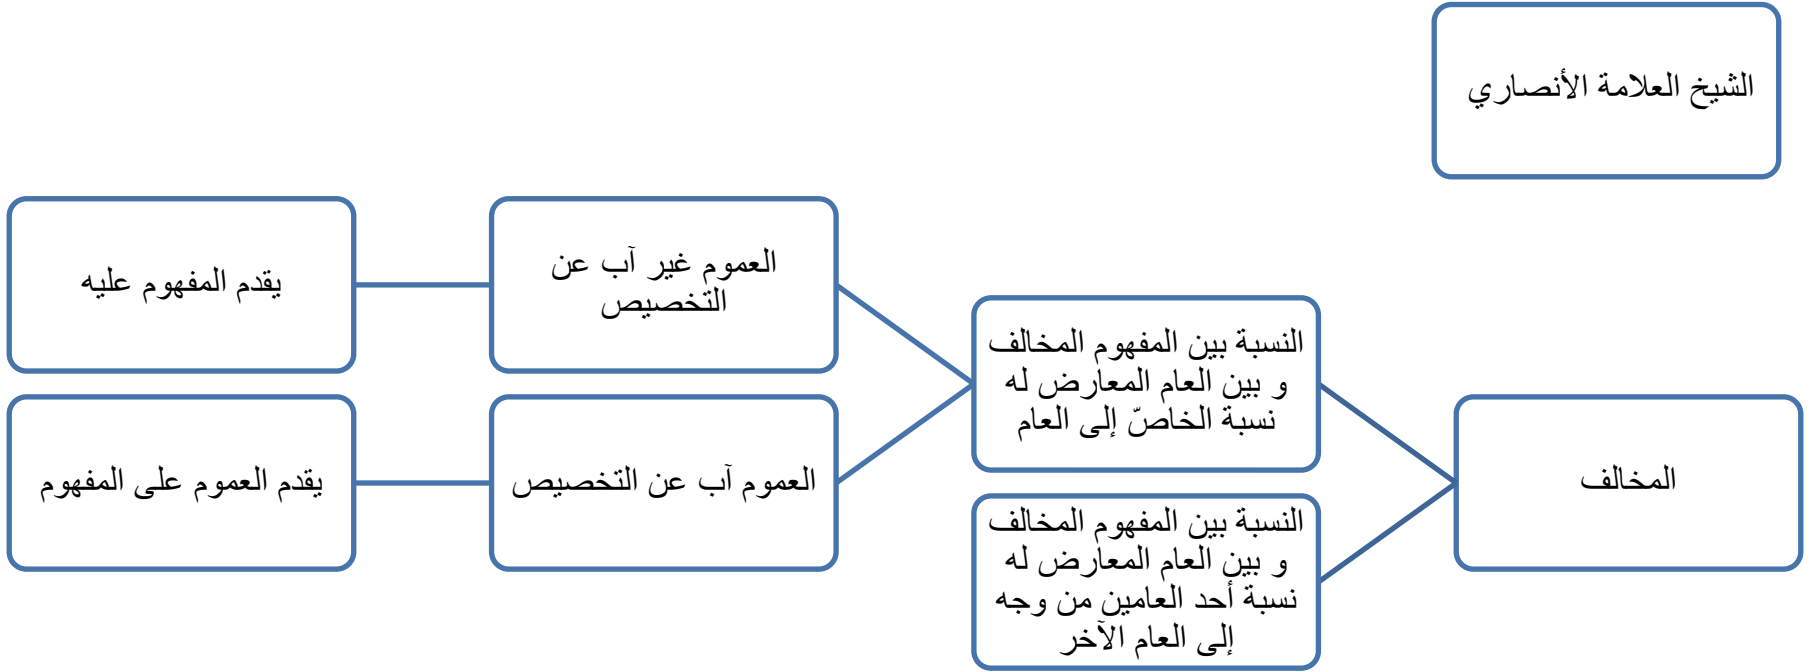 الشيخ العلامة الأنصاري
المخالف
النسبة بين المفهوم المخالف
و بين العام المعارض له
نسبة الخاصّ إلى العام
العموم غير آب عن
التخصيص
يقدم المفهوم عليه
العموم آب عن التخصيص
يقدم العموم على المفهوم
النسبة بين المفهوم المخالف
و بين العام المعارض له
نسبة أحد العامين من وجه
إلى العام الآخر